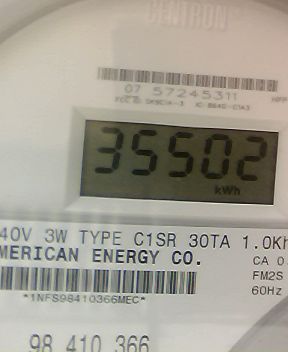 CENTRON
07 57245311
35502
kWh
40V 3W TYPE C1SR 30TA 1.0Kh
MERICAN ENERGY CO.
CA 0.
FM2S
60Hz
*1NFS98410366MEC*
98 410 366